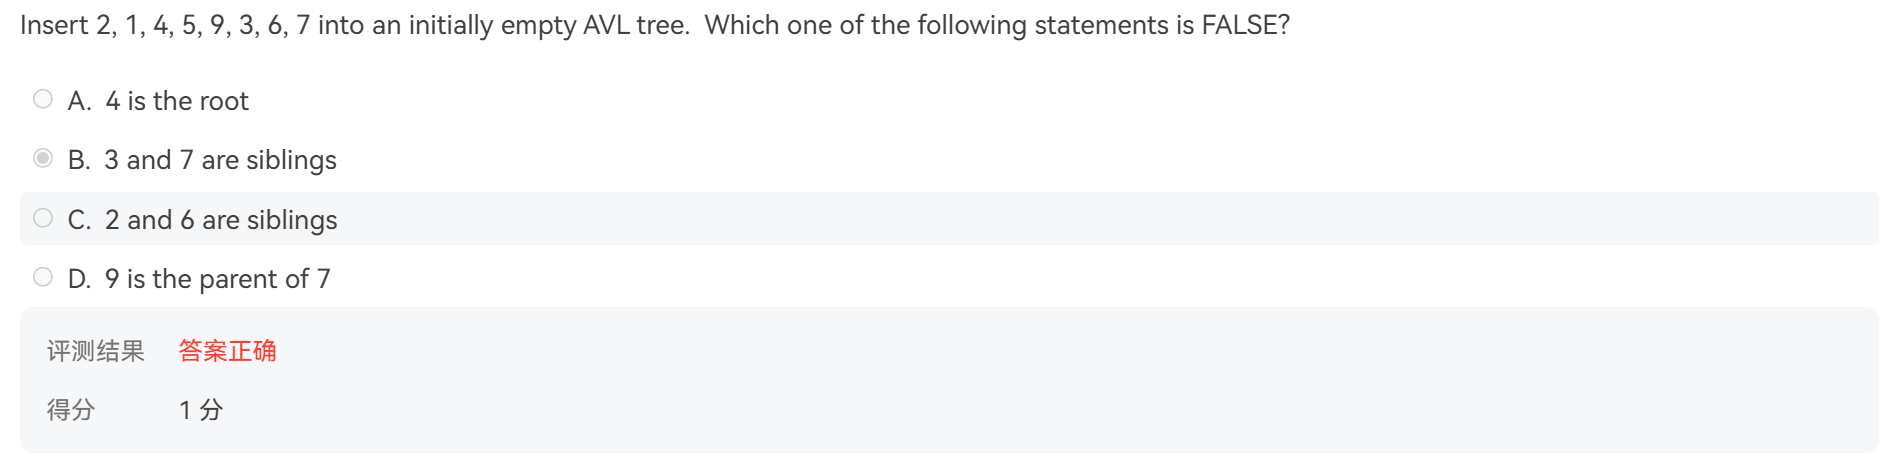 Insert 2, 1, 4, 5, 9, 3, 6, 7 into an initially empty AVL tree.  Which one of the following statements is FALSE?
A.  4 is the root
B.  3 and 7 are siblings
C.  2 and 6 are siblings
D.  9 is the parent of 7
评测结果 答案正确
得分 1 分